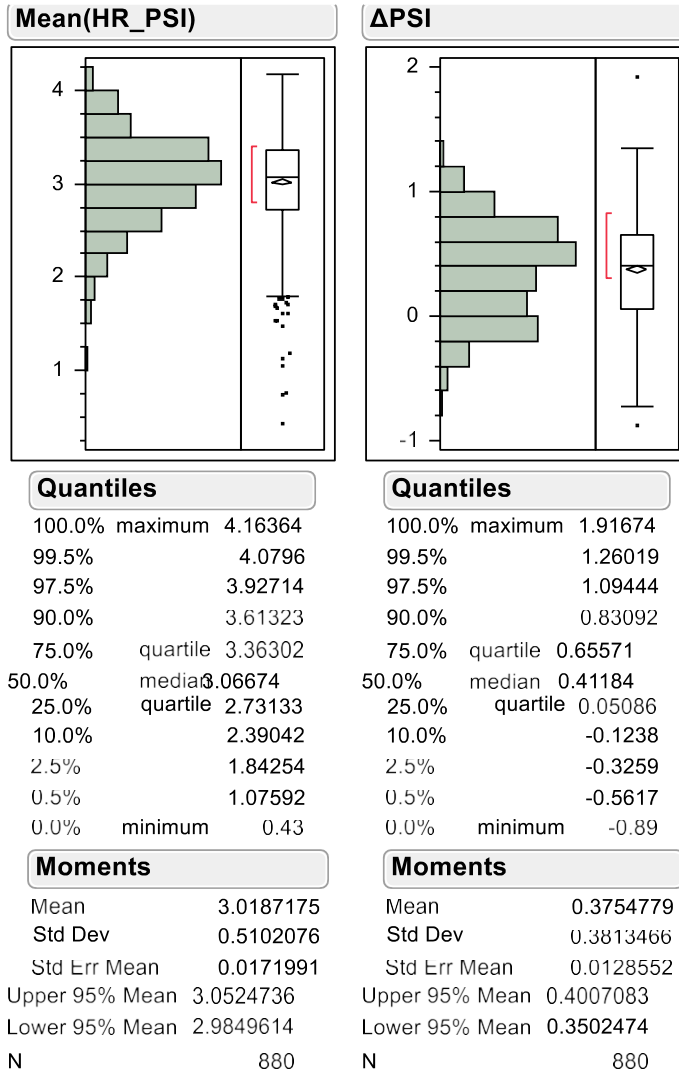 Mean(HR_PSI)
4
3
2
1
Quantiles
100.0% maximum 4.16364
99.5% 4.0796
97.5% 3.92714
90.0% 3.61323
75.0% quartile 3.36302
50.0% median 3.06674
25.0% quartile 2.73133
10.0% 2.39042
2.5% 1.84254
0.5% 1.07592
0.0% minimum 0.43
Moments
Mean 3.0187175
Std Dev 0.5102076
Std Err Mean 0.0171991
Upper 95% Mean 3.0524736
Lower 95% Mean 2.9849614
N 880
ΔPSI
2
1
0
-1
Quantiles
100.0% maximum 1.91674
99.5% 1.26019
97.5% 1.09444
90.0% 0.83092
75.0% quartile 0.65571
50.0% median 0.41184
25.0% quartile 0.05086
10.0% -0.1238
2.5% -0.3259
0.5% -0.5617
0.0% minimum -0.89
Moments
Mean 0.3754779
Std Dev 0.3813466
Std Err Mean 0.0128552
Upper 95% Mean 0.4007083
Lower 95% Mean 0.3502474
N 880